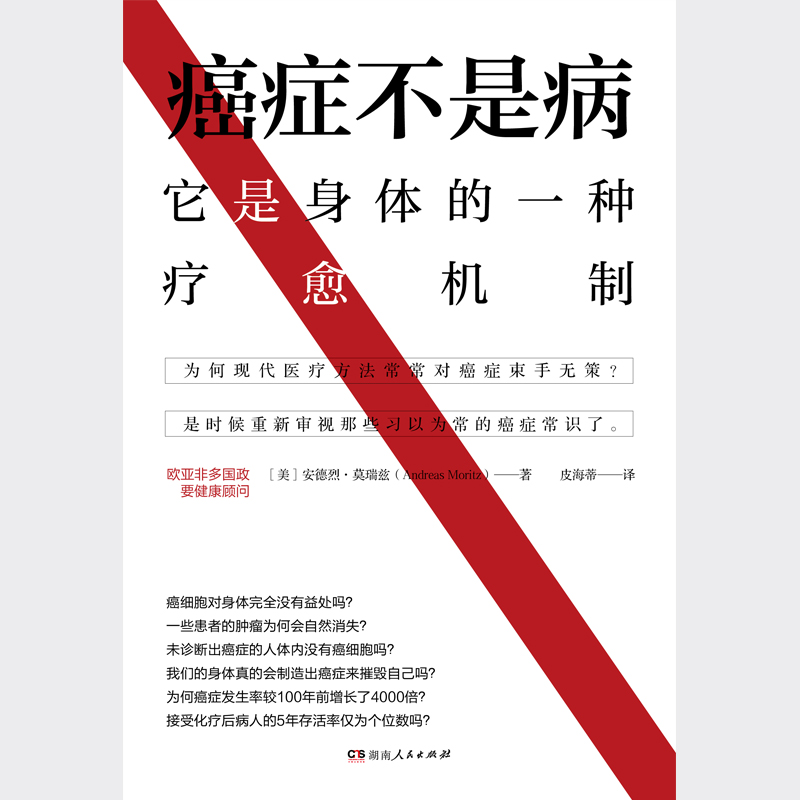 癌症不是病
它是身体的一种
疗愈机制
为何现代医疗方法常常对癌症束手无策？
是时候重新审视那些习以为常的癌症常识了。
欧亚非多国政
要健康顾问
［美］安德烈·莫瑞兹（Andreas Moritz）——著 皮海蒂——译
癌细胞对身体完全没有益处吗？
一些患者的肿瘤为何会自然消失？
未诊断出癌症的人体内没有癌细胞吗？
我们的身体真的会制造出癌症来摧毁自己吗？
为何癌症发生率较100年前增长了4000倍？
接受化疗后病人的5年存活率仅为个位数吗？
湖南人民出版社